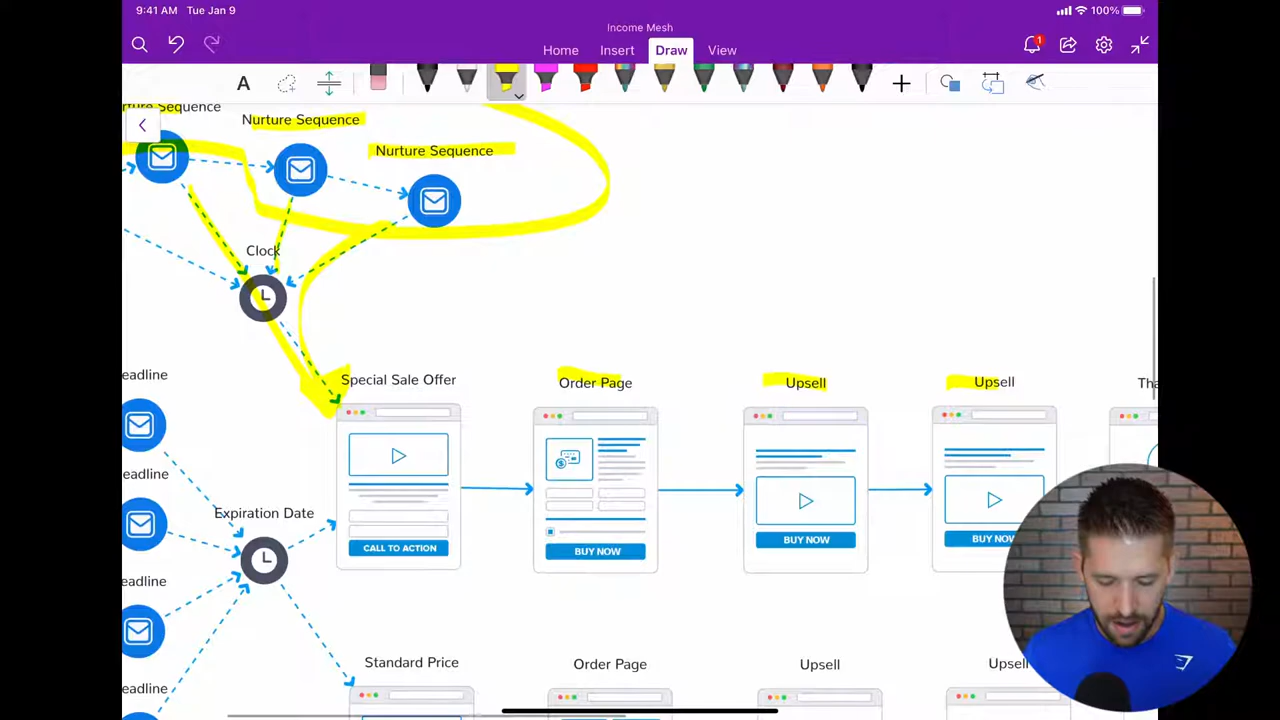 9:41 AM Tue Jan 9
100%
Income Mesh
Home Insert Draw View
1
A
rture Sequence
Nurture Sequence
Nurture Sequence
Clock
eadline
Special Sale Offer
Order Page
Upsell
Upsell
Tha
eadline
Expiration Date
CALL TO ACTION
BUY NOW
BUY NOW
BUY NOW
eadline
Standard Price
Order Page
Upsell
Upsell
eadline